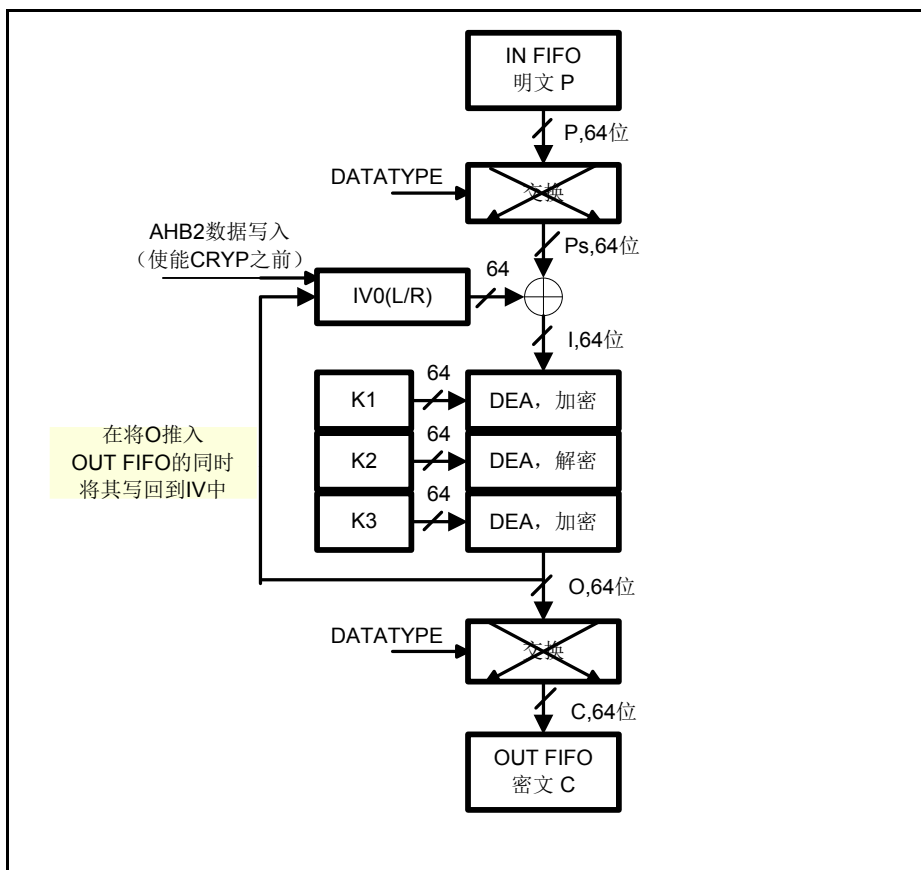 IN FIFO
明文 P
P,64位
DATATYPE
交换
Ps,64位
AHB2数据写入
（使能CRYP之前）
64
IV0(L/R)
I,64位
64
K1
DEA，加密
64
K2
DEA，解密
64
K3
DEA，加密
在将O推入
OUT FIFO的同时
将其写回到IV中
O,64位
DATATYPE
交换
C,64位
OUT FIFO
密文 C